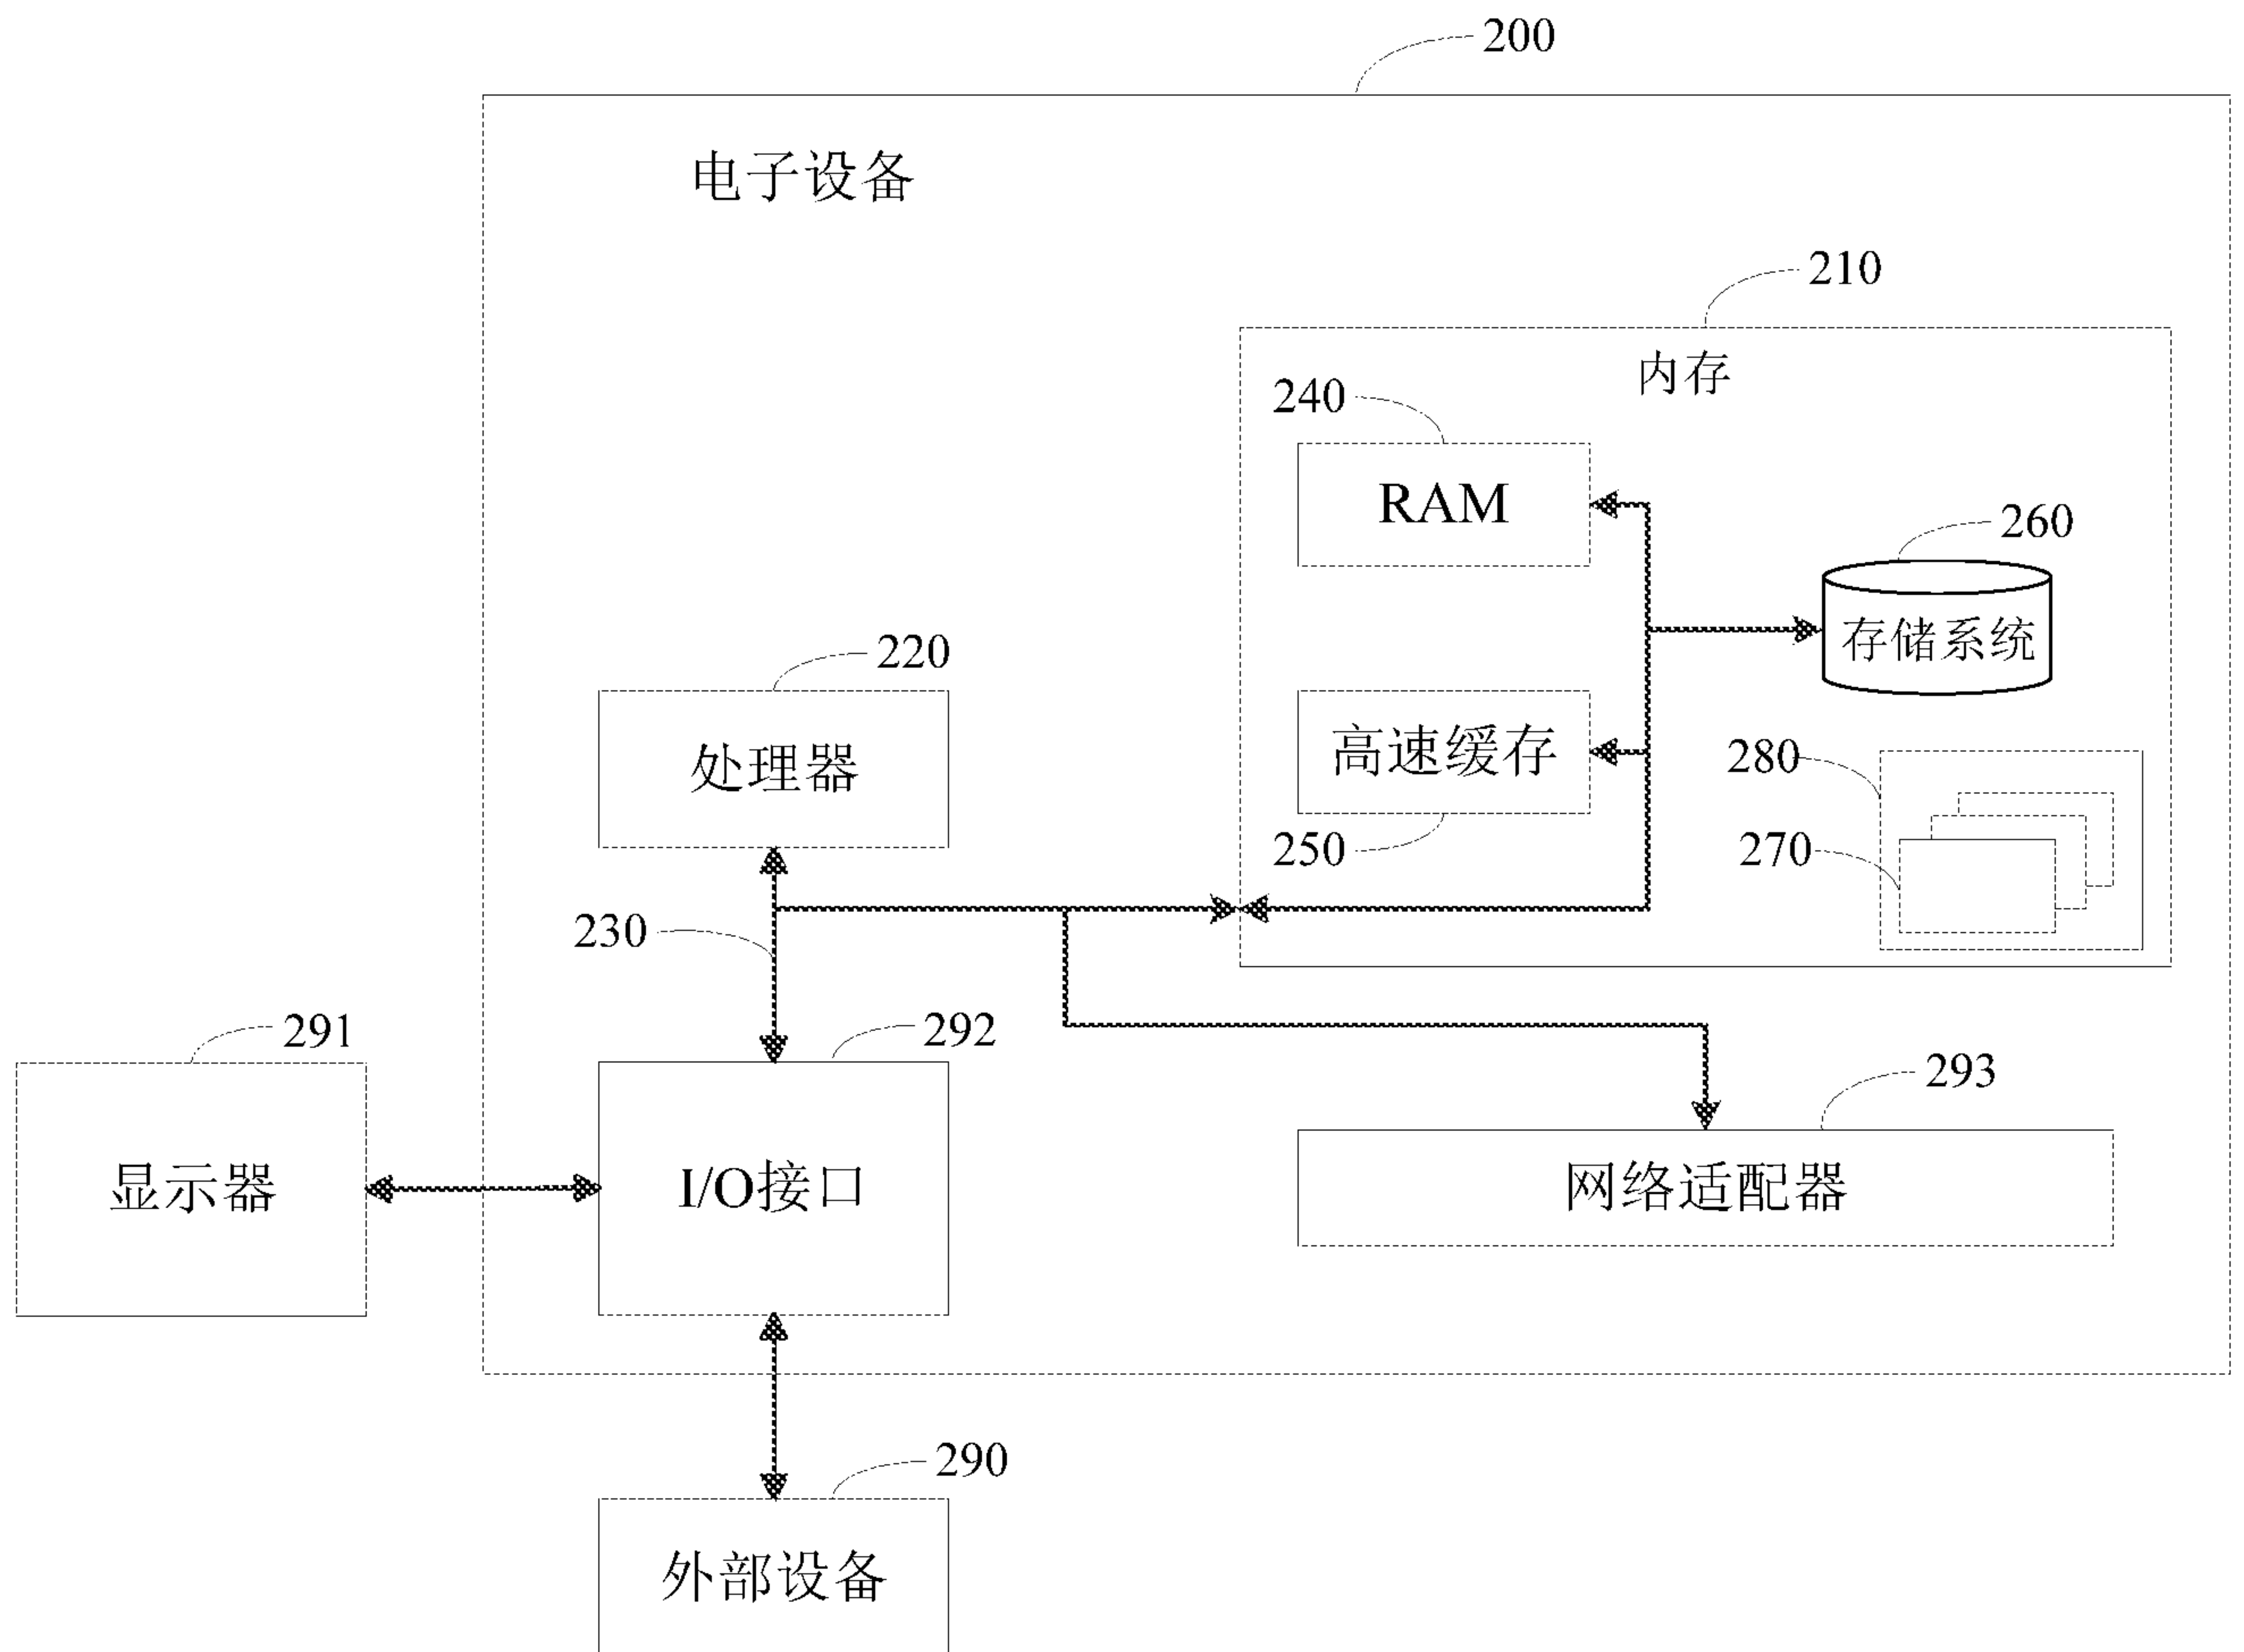 200
电子设备
210
内存
240
RAM
260
存储系统
220
处理器
高速缓存
280
270
250
230
291
292
293
显示器
I/O接口
网络适配器
290
外部设备